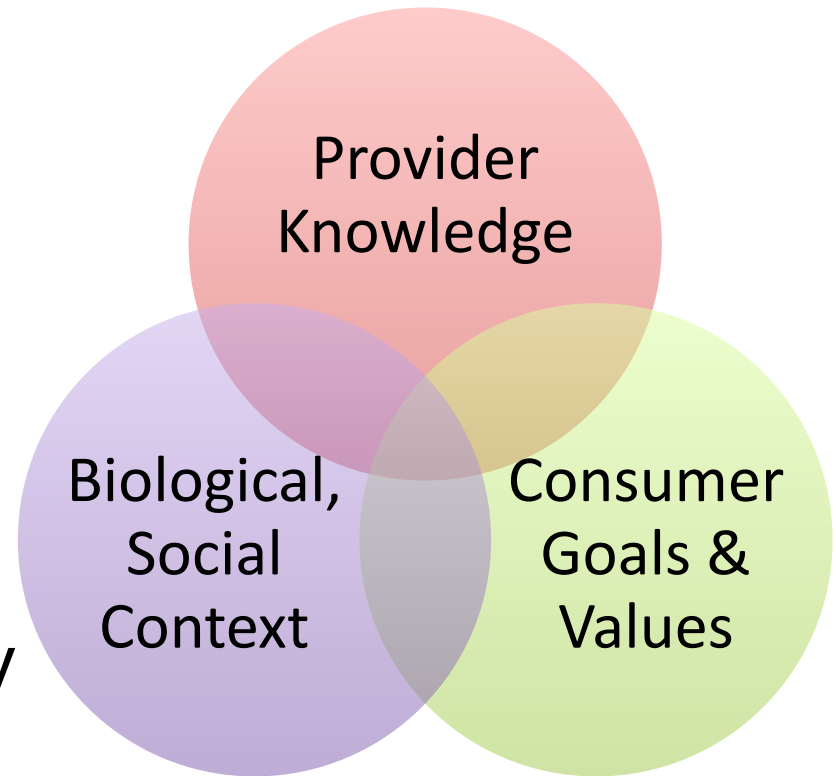 Provider
Knowledge
Biological,
Social
Context
Consumer
Goals &
Values
y